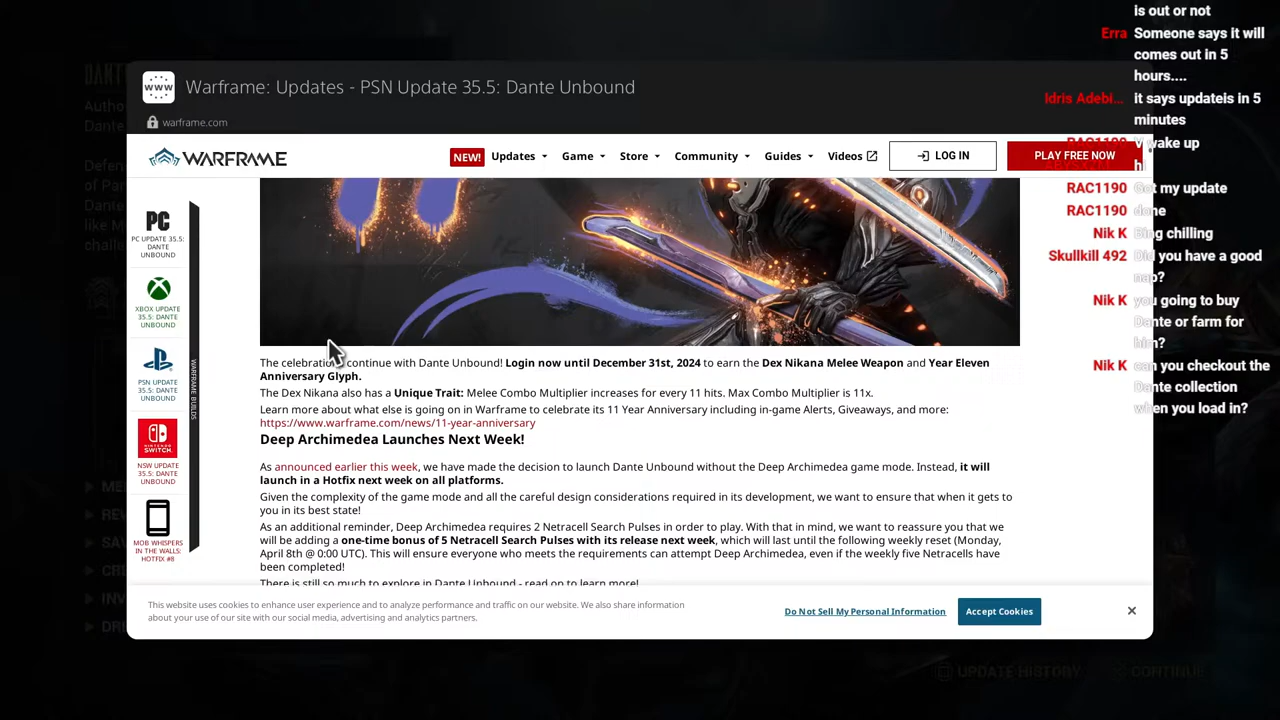 Warframe: Updates - PSN Update 35.5: Dante Unbound
warframe.com
WARFRAME
NEW! Updates Game Store Community Guides Videos LOG IN PLAY FREE NOW
PC
PC UPDATE 35.5:
DANTE
UNBOUND
XBOX UPDATE
35.5: DANTE
UNBOUND
PSN UPDATE
35.5: DANTE
UNBOUND
NINTENDO
SWITCH
NSW UPDATE
35.5: DANTE
UNBOUND
MOB WHISPERS
IN THE WALLS:
HOTFIX #8
WARFRAME BUILDS
The celebrations continue with Dante Unbound! Login now until December 31st, 2024 to earn the Dex Nikana Melee Weapon and Year Eleven
Anniversary Glyph.
The Dex Nikana also has a Unique Trait: Melee Combo Multiplier increases for every 11 hits. Max Combo Multiplier is 11x.
Learn more about what else is going on in Warframe to celebrate its 11 Year Anniversary including in-game Alerts, Giveaways, and more:
https://www.warframe.com/news/11-year-anniversary
Deep Archimedea Launches Next Week!
As announced earlier this week, we have made the decision to launch Dante Unbound without the Deep Archimedea game mode. Instead, it will
launch in a Hotfix next week on all platforms.
Given the complexity of the game mode and all the careful design considerations required in its development, we want to ensure that when it gets to
you in its best state!
As an additional reminder, Deep Archimedea requires 2 Netracell Search Pulses in order to play. With that in mind, we want to reassure you that we
will be adding a one-time bonus of 5 Netracell Search Pulses with its release next week, which will last until the following weekly reset (Monday,
April 8th @ 0:00 UTC). This will ensure everyone who meets the requirements can attempt Deep Archimedea, even if the weekly five Netracells have
been completed!
There is still so much to explore in Dante Unbound - read on to learn more!
This website uses cookies to enhance user experience and to analyze performance and traffic on our website. We also share information
about your use of our site with our social media, advertising and analytics partners.
Do Not Sell My Personal Information
Accept Cookies
is out or not
Erra Someone says it will
comes out in 5
hours....
Idris Adebi... it says updateis in 5
minutes
RAC1190 V wake up
hi
RAC1190 Got my update
RAC1190 done
Nik K Bing chilling
Skullkill 492 Did you have a good
nap?
Nik K you going to buy
Dante or farm for
him?
Nik K can you checkout the
Dante collection
when you load in?
UPDATE HISTORY
CONTINUE